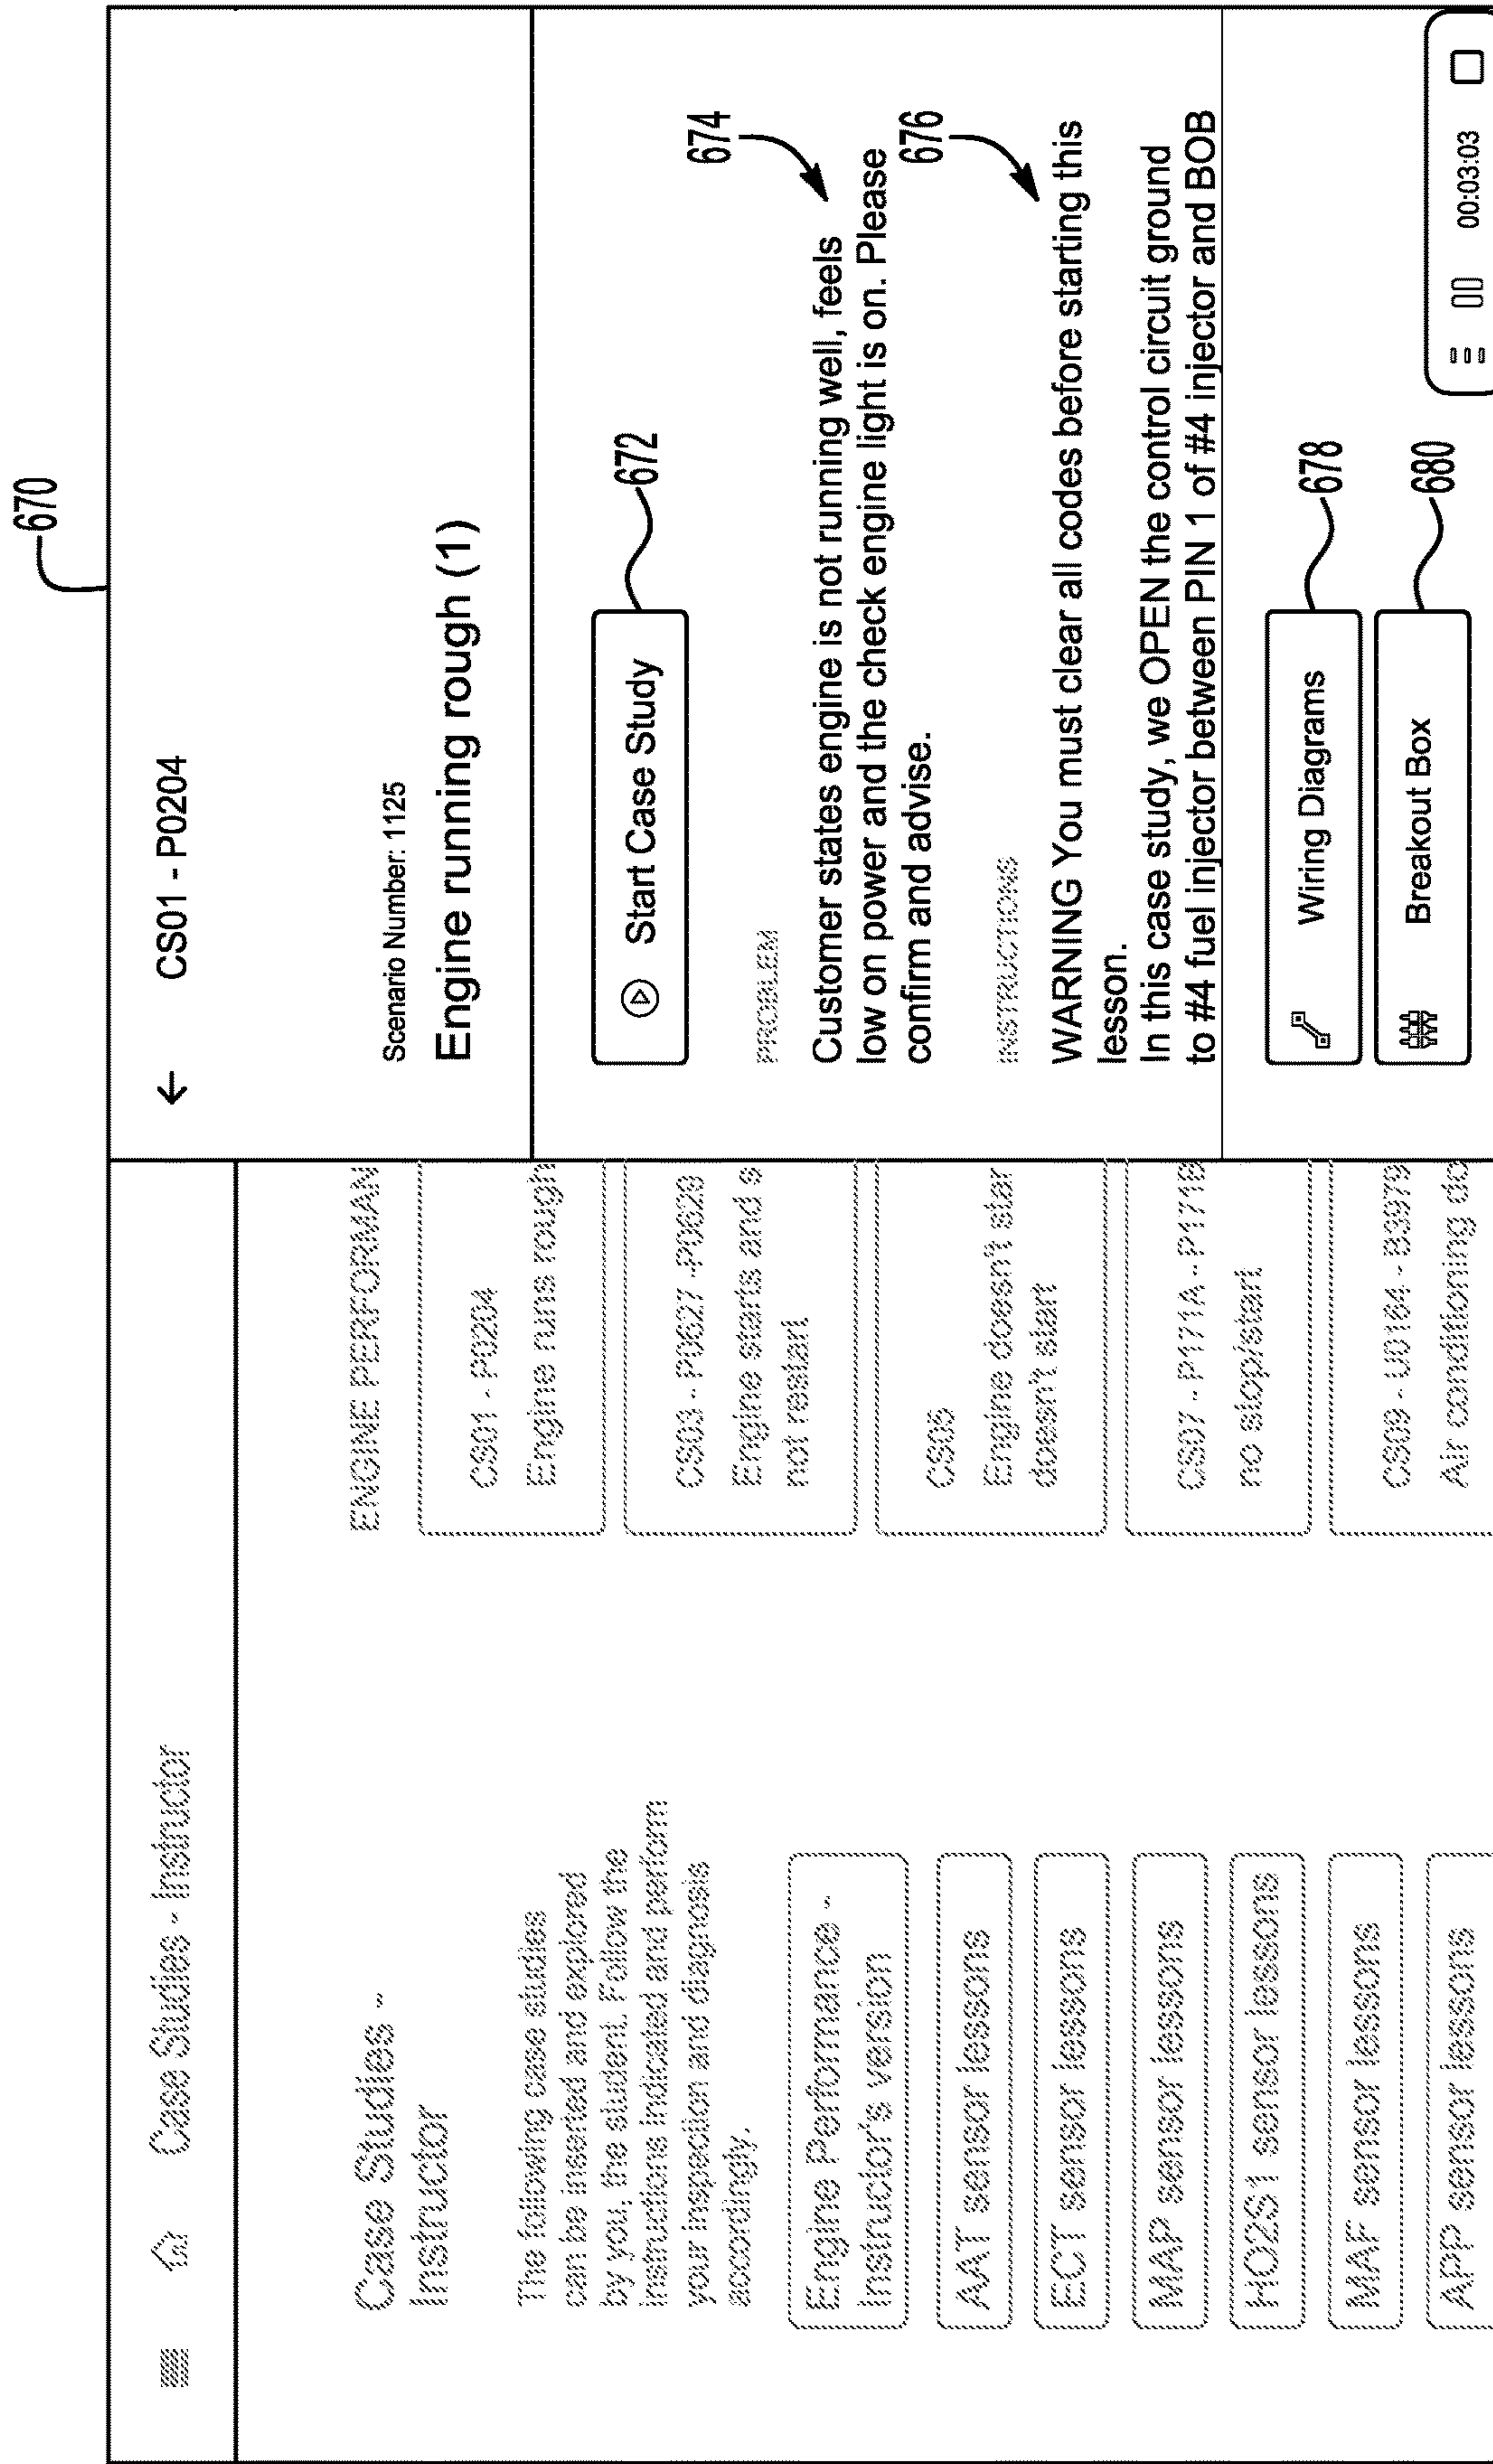 670
Case Studies - Instructor
Case Studies -
Instructor
The following case studies
can be inserted and explored
by you, the student. Follow the
instructions indicated and perform
your inspection and diagnosis
accordingly.
Engine Performance -
Instructor's version
AAT sensor lessons
ECT sensor lessons
MAP sensor lessons
HO2S1 sensor lessons
MAF sensor lessons
APP sensor lessons
ENGINE PERFORMAN
CS01 - P0204
Engine runs rough
CS03 - P0627 -P0629
Engine starts and s
not restart
CS05
Engine doesn't star
doesn't start
CS07 - P171A - P171B
no stop/start
CS09 - U0164 - B3979
Air conditioning do
← CS01 - P0204
Scenario Number: 1125
Engine running rough (1)
Start Case Study
672
PROBLEM
674
Customer states engine is not running well, feels
low on power and the check engine light is on. Please
confirm and advise.
INSTRUCTIONS
676
WARNING You must clear all codes before starting this
lesson.
In this case study, we OPEN the control circuit ground
to #4 fuel injector between PIN 1 of #4 injector and BOB
Wiring Diagrams
678
Breakout Box
680
00:03:03